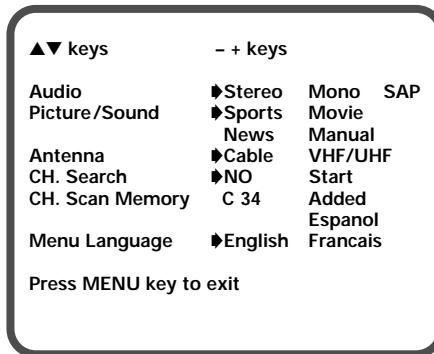 ▲▼ keys – + keys
Audio ➧Stereo Mono SAP
Picture/Sound ➧Sports Movie
News Manual
Antenna ➧Cable VHF/UHF
CH. Search ➧NO Start
CH. Scan Memory C 34 Added
Espanol
Menu Language ➧English Francais
Press MENU key to exit